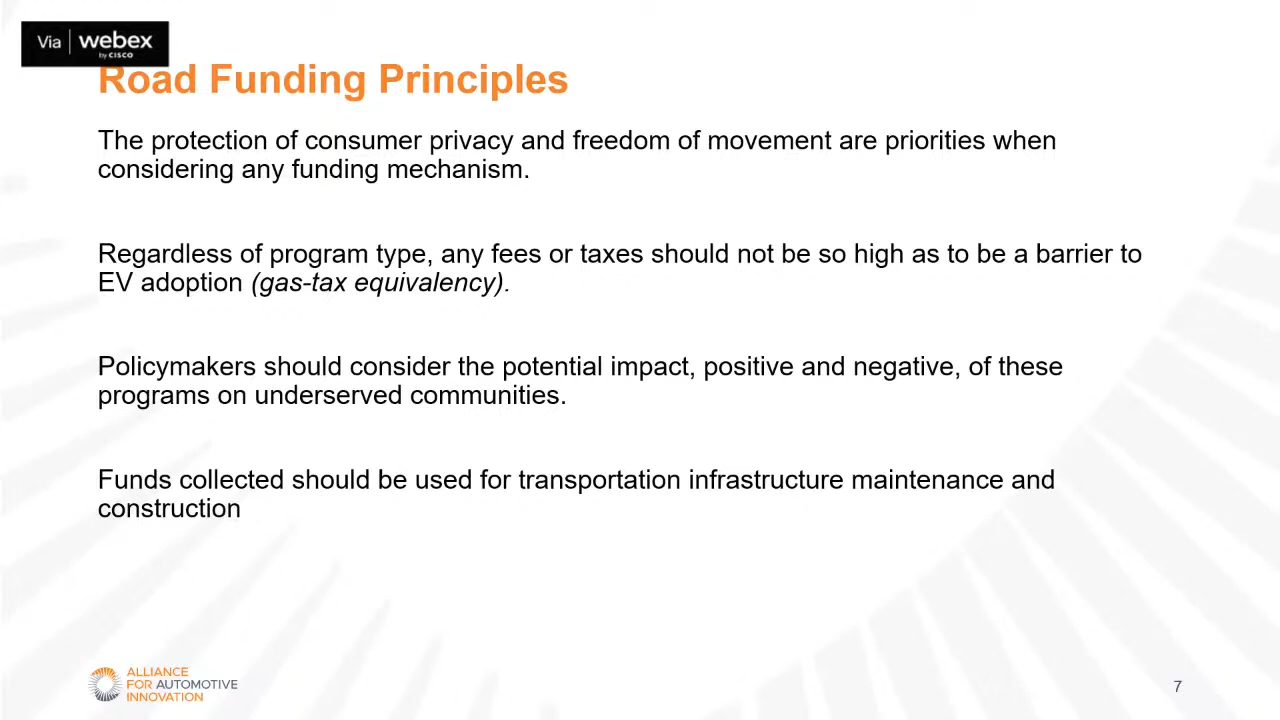 Via | webex
by CISCO
Road Funding Principles
The protection of consumer privacy and freedom of movement are priorities when
considering any funding mechanism.
Regardless of program type, any fees or taxes should not be so high as to be a barrier to
EV adoption (gas-tax equivalency).
Policymakers should consider the potential impact, positive and negative, of these
programs on underserved communities.
Funds collected should be used for transportation infrastructure maintenance and
construction
ALLIANCE
FOR AUTOMOTIVE
INNOVATION
7